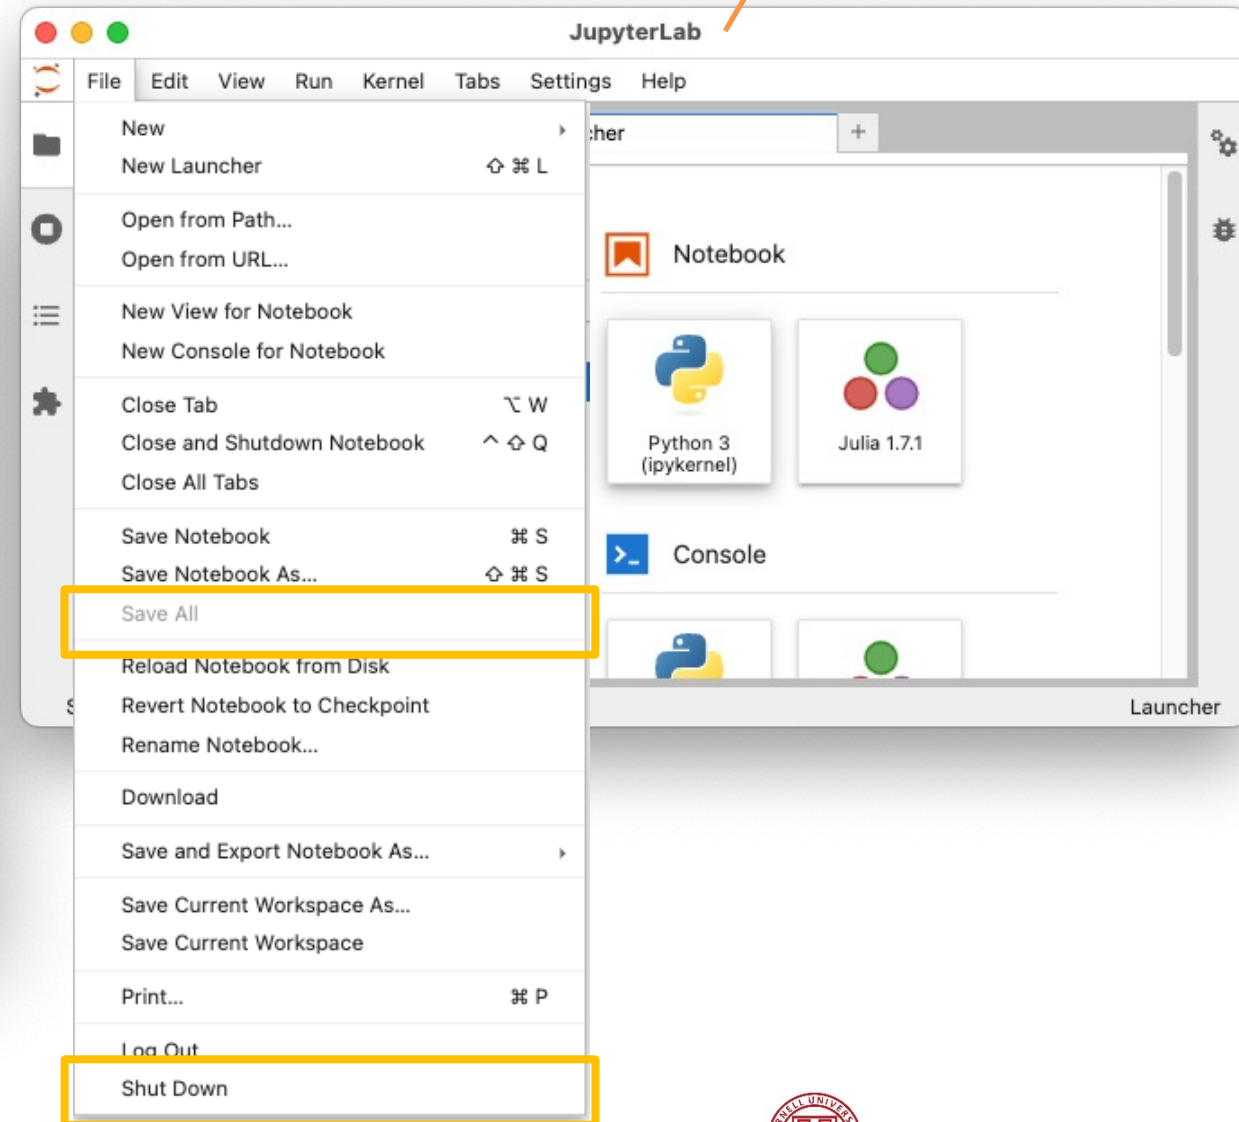 JupyterLab
File Edit View Run Kernel Tabs Settings Help
New
New Launcher ⇧ ⌘ L
Open from Path...
Open from URL...
New View for Notebook
New Console for Notebook
Close Tab ⌥ W
Close and Shutdown Notebook ^ ⇧ Q
Close All Tabs
Save Notebook ⌘ S
Save Notebook As... ⇧ ⌘ S
Save All
Reload Notebook from Disk
Revert Notebook to Checkpoint
Rename Notebook...
Download
Save and Export Notebook As...
Save Current Workspace As...
Save Current Workspace
Print... ⌘ P
Log Out
Shut Down
cher
Notebook
Python 3
(ipykernel)
Julia 1.7.1
Console
Launcher